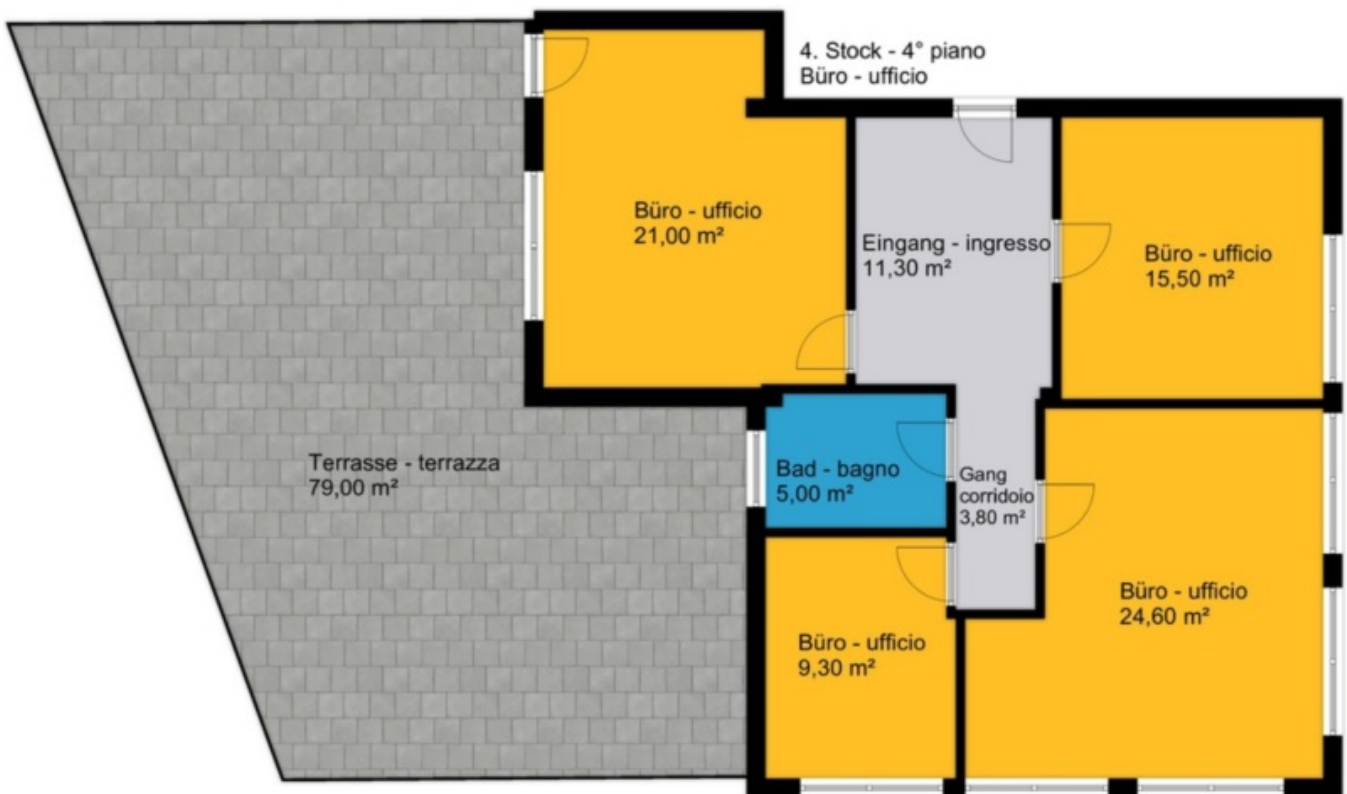 4. Stock - 4° piano
Büro - ufficio
Büro - ufficio
21,00 m²
Eingang - ingresso
11,30 m²
Büro - ufficio
15,50 m²
Terrasse - terrazza
79,00 m²
Bad - bagno
5,00 m²
Gang
corridoio
3,80 m²
Büro - ufficio
24,60 m²
Büro - ufficio
9,30 m²